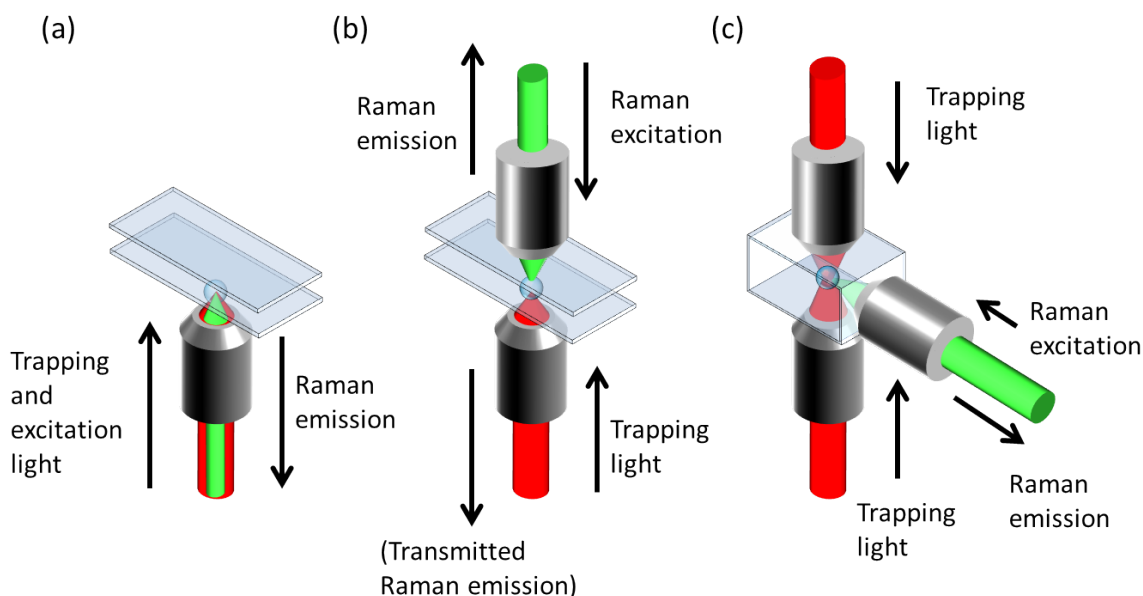 (a)
Trapping
and
excitation
light
Raman
emission
(b)
Raman
emission
Raman
excitation
Trapping
light
(Transmitted
Raman emission)
(c)
Trapping
light
Raman
excitation
Trapping
light
Raman
emission